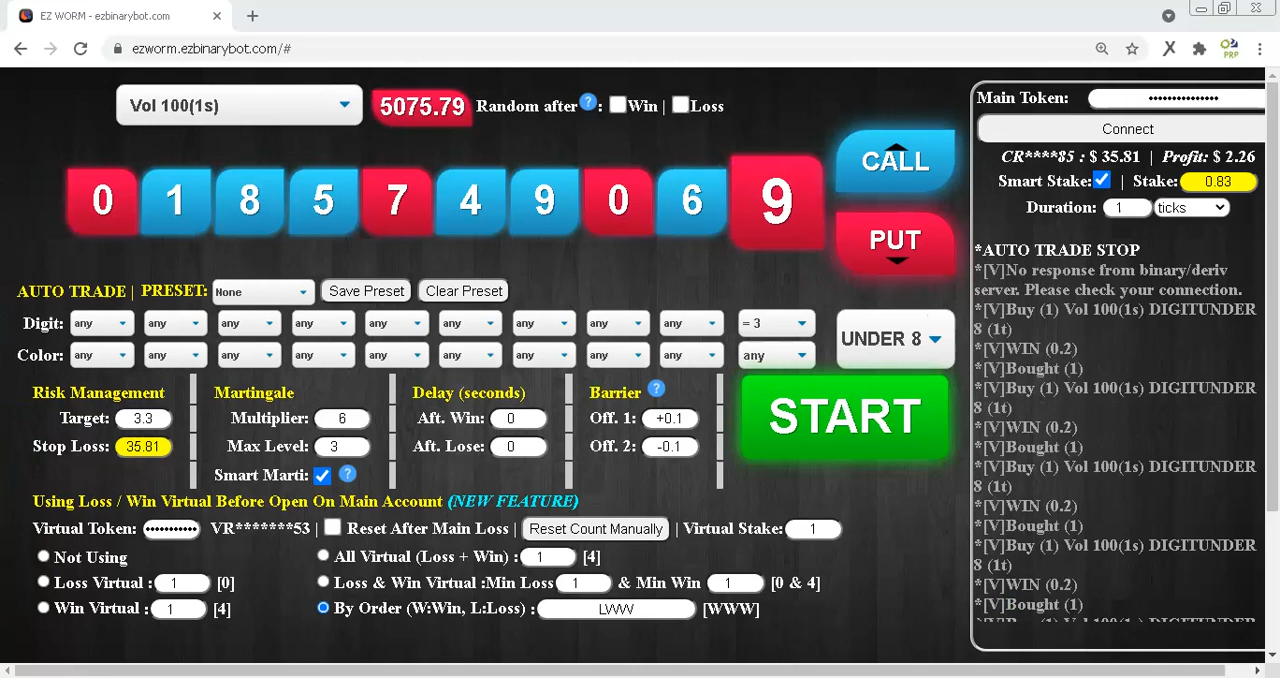 EZ WORM - ezbinarybot.com
ezworm.ezbinarybot.com/#
PRP
Vol 100(1s)
5075.79
Random after ? : Win | Loss
0 1 8 5 7 4 9 0 6 9
CALL
PUT
AUTO TRADE | PRESET: None Save Preset Clear Preset
Digit: any any any any any any any any any = 3
Color: any any any any any any any any any any
UNDER 8
START
Risk Management
Target: 3.3
Stop Loss: 35.81
Martingale
Multiplier: 6
Max Level: 3
Smart Marti: ?
Delay (seconds)
Aft. Win: 0
Aft. Lose: 0
Barrier ?
Off. 1: +0.1
Off. 2: -0.1
Using Loss / Win Virtual Before Open On Main Account (NEW FEATURE)
Virtual Token: •••••••••• VR*******53 | Reset After Main Loss | Reset Count Manually | Virtual Stake: 1
Not Using
All Virtual (Loss + Win) : 1 [4]
Loss Virtual : 1 [0]
Loss & Win Virtual :Min Loss 1 & Min Win 1 [0 & 4]
Win Virtual : 1 [4]
By Order (W:Win, L:Loss) : LWW [WWW]
Main Token: •••••••••••••••
Connect
CR****85 : $ 35.81 | Profit: $ 2.26
Smart Stake: | Stake: 0.83
Duration: 1 ticks
*AUTO TRADE STOP
*[V]No response from binary/deriv
server. Please check your connection.
*[V]Buy (1) Vol 100(1s) DIGITUNDER
8 (1t)
*[V]WIN (0.2)
*[V]Bought (1)
*[V]Buy (1) Vol 100(1s) DIGITUNDER
8 (1t)
*[V]WIN (0.2)
*[V]Bought (1)
*[V]Buy (1) Vol 100(1s) DIGITUNDER
8 (1t)
*[V]WIN (0.2)
*[V]Bought (1)
*[V]Buy (1) Vol 100(1s) DIGITUNDER
8 (1t)
*[V]WIN (0.2)
*[V]Bought (1)
*[V]Buy (1) Vol 100(1s) DIGITUNDER